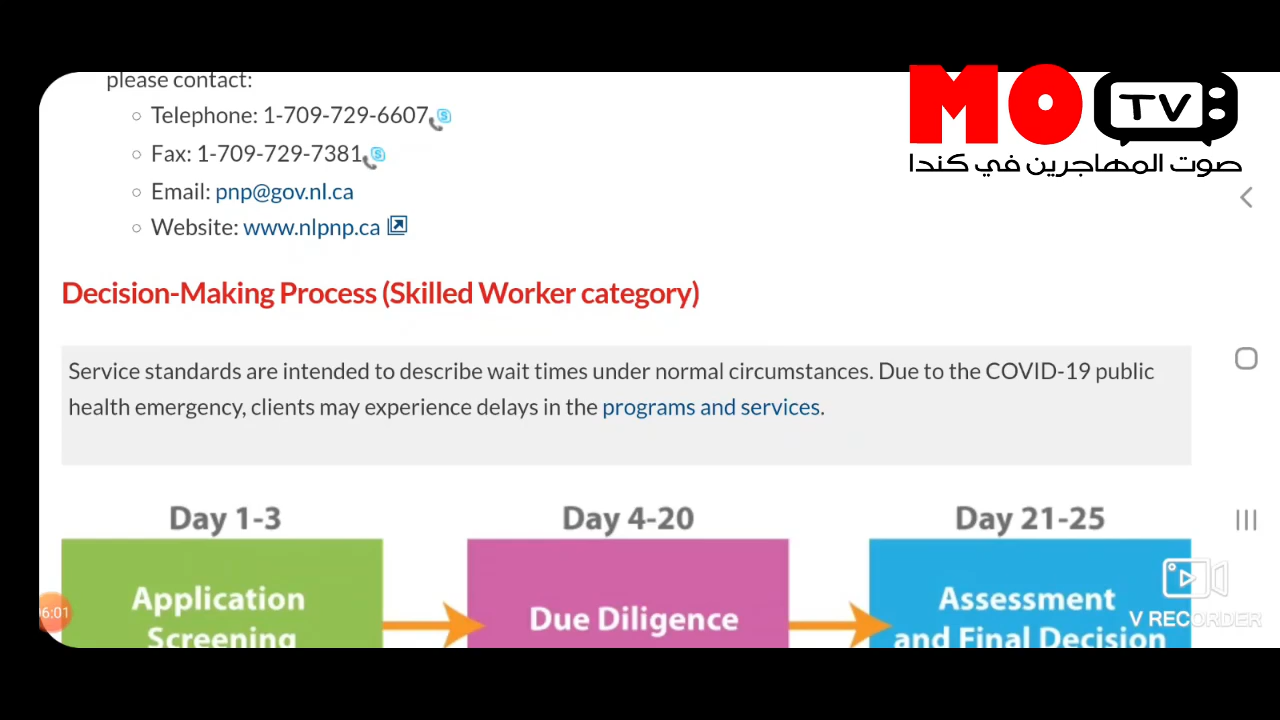 please contact:
MO TV
Telephone: 1-709-729-6607
Fax: 1-709-729-7381
صوت المهاجرين في كندا
Email: pnp@gov.nl.ca
Website: www.nlpnp.ca
Decision-Making Process (Skilled Worker category)
Service standards are intended to describe wait times under normal circumstances. Due to the COVID-19 public
health emergency, clients may experience delays in the programs and services.
Day 1-3
Day 4-20
Day 21-25
Application
Screening
Due Diligence
Assessment
and Final Decision
06:01
V RECORDER